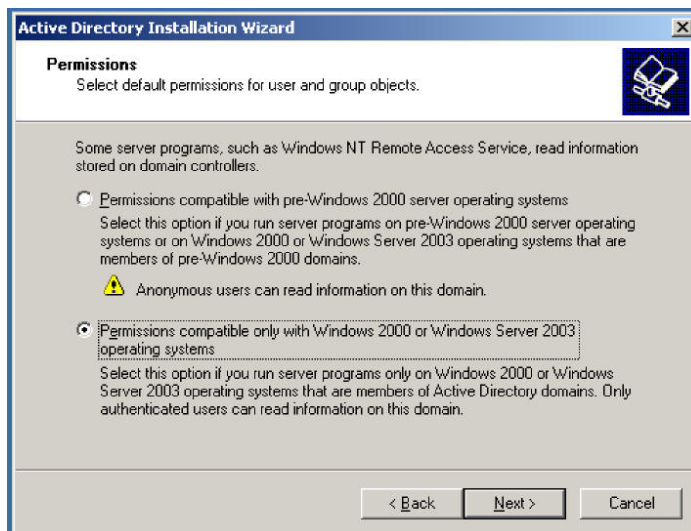 Active Directory Installation Wizard
Permissions
Select default permissions for user and group objects.
Some server programs, such as Windows NT Remote Access Service, read information
stored on domain controllers.
Permissions compatible with pre-Windows 2000 server operating systems
Select this option if you run server programs on pre-Windows 2000 server operating
systems or on Windows 2000 or Windows Server 2003 operating systems that are
members of pre-Windows 2000 domains.
Anonymous users can read information on this domain.
Permissions compatible only with Windows 2000 or Windows Server 2003
operating systems
Select this option if you run server programs only on Windows 2000 or Windows
Server 2003 operating systems that are members of Active Directory domains. Only
authenticated users can read information on this domain.
< Back
Next >
Cancel